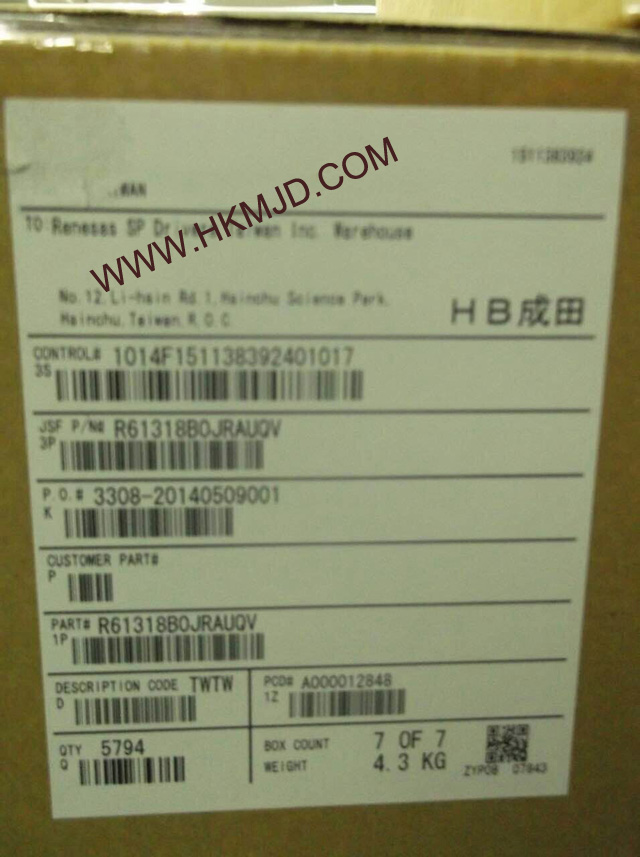 WAN
WWW.HKMJD.COM
TO Renesas SP Drivers Taiwan Inc. Warehouse
No.12, Li-hsin Rd.1, Hsinchu Science Park,
Hsinchu, Taiwan, R.O.C
HB成田
CONTROL# 1014F151138392401017
3S
JSF P/N# R61318B0JRAUQV
3P
P.O.# 3308-20140509001
K
CUSTOMER PART#
P
PART# R61318B0JRAUQV
1P
DESCRIPTION CODE TWTW
D
PCD# A000012848
1Z
QTY 5794
Q
BOX COUNT 7 OF 7
WEIGHT 4.3 KG
ZYP08 07843